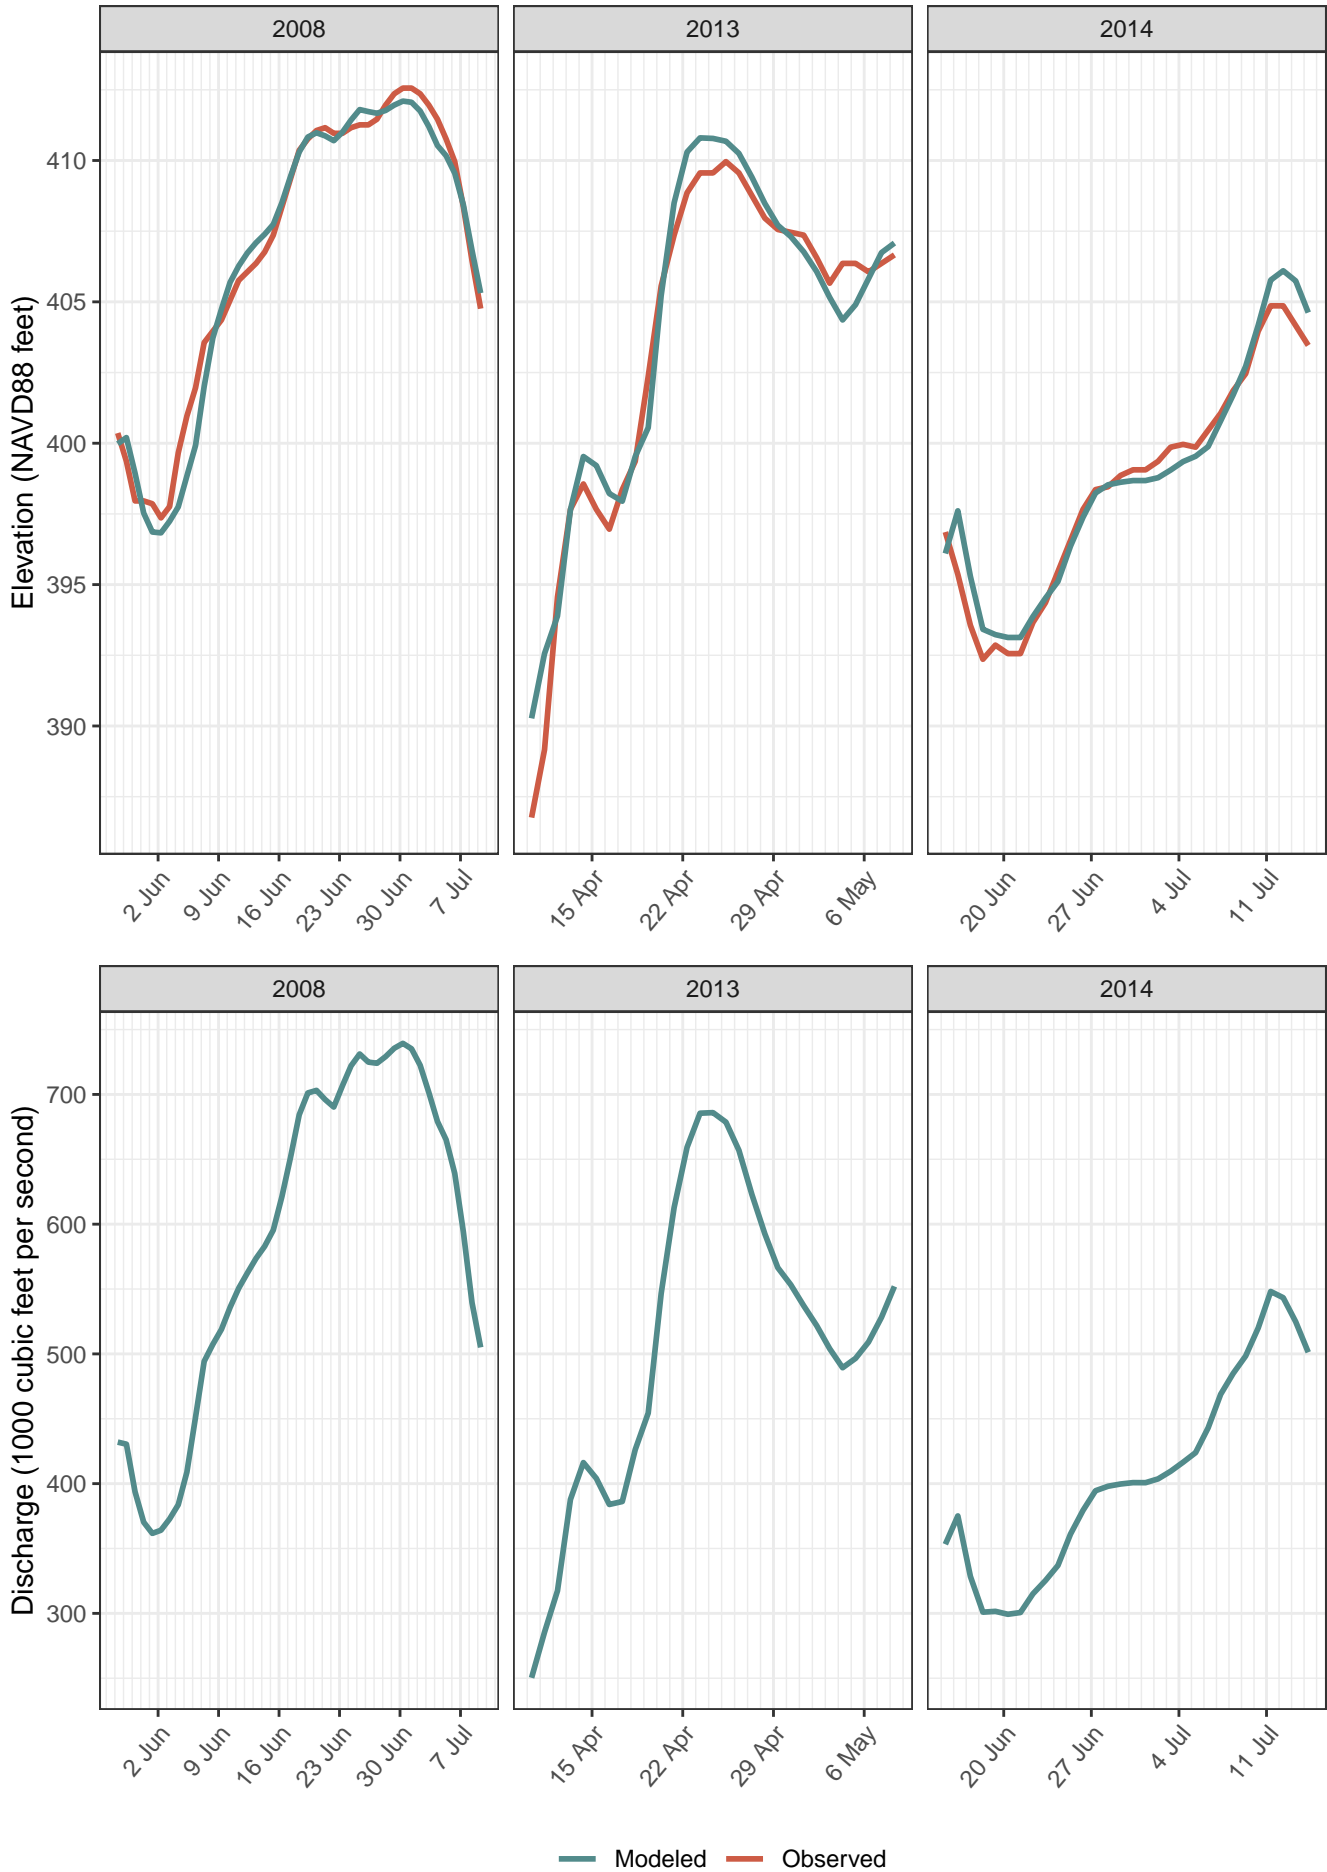 2008 2013 2014
Elevation (NAVD88 feet)
410
405
400
395
390
2 Jun 9 Jun 16 Jun 23 Jun 30 Jun 7 Jul 15 Apr 22 Apr 29 Apr 6 May 20 Jun 27 Jun 4 Jul 11 Jul
2008 2013 2014
Discharge (1000 cubic feet per second)
700
600
500
400
300
2 Jun 9 Jun 16 Jun 23 Jun 30 Jun 7 Jul 15 Apr 22 Apr 29 Apr 6 May 20 Jun 27 Jun 4 Jul 11 Jul
Modeled Observed